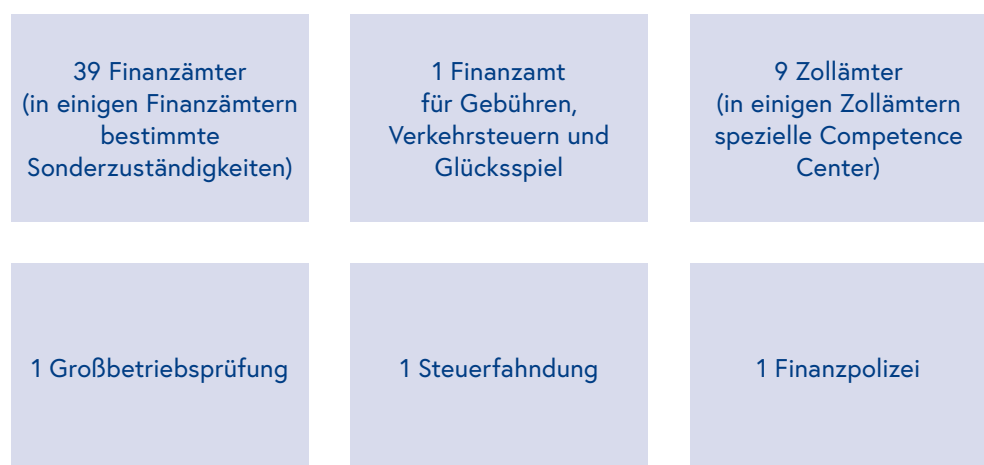 39 Finanzämter
(in einigen Finanzämtern
bestimmte
Sonderzuständigkeiten)
1 Finanzamt
für Gebühren,
Verkehrsteuern und
Glücksspiel
9 Zollämter
(in einigen Zollämtern
spezielle Competence
Center)
1 Großbetriebsprüfung
1 Steuerfahndung
1 Finanzpolizei